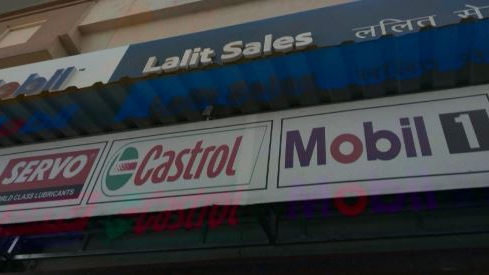 Mobil Lalit Sales ललित से
SERVO Castrol Mobil 1
WORLD CLASS LUBRICANTS